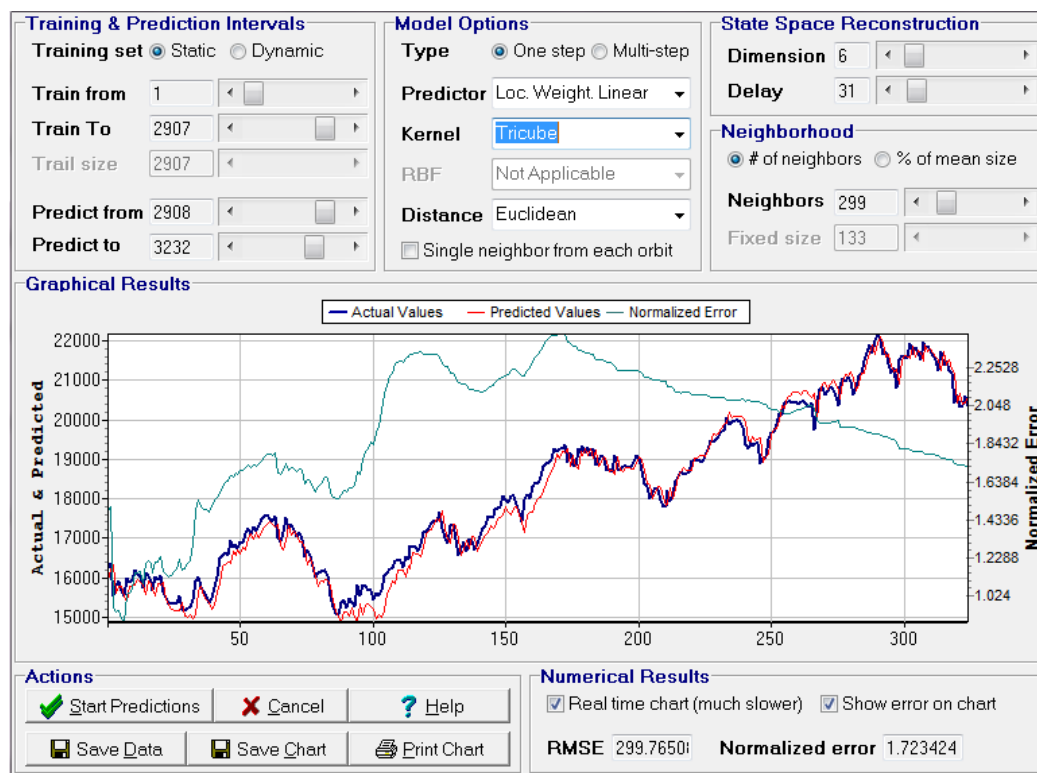 Training & Prediction Intervals
Training set Static Dynamic
Train from 1
Train To 2907
Trail size 2907
Predict from 2908
Predict to 3232
Model Options
Type One step Multi-step
Predictor Loc. Weight. Linear
Kernel Tricube
RBF Not Applicable
Distance Euclidean
Single neighbor from each orbit
State Space Reconstruction
Dimension 6
Delay 31
Neighborhood
# of neighbors % of mean size
Neighbors 299
Fixed size 133
Graphical Results
Actual Values Predicted Values Normalized Error
Actual & Predicted
22000
21000
20000
19000
18000
17000
16000
15000
50 100 150 200 250 300
2.2528
2.048
1.8432
1.6384
1.4336
1.2288
1.024
Normalized Error
Actions
Start Predictions Cancel Help
Save Data Save Chart Print Chart
Numerical Results
Real time chart (much slower) Show error on chart
RMSE 299.7650 Normalized error 1.723424